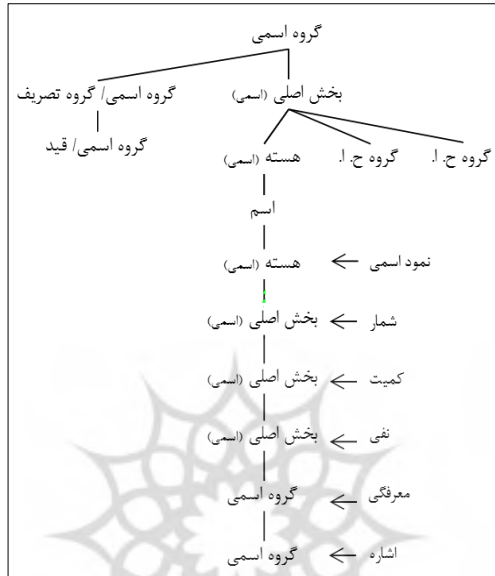 گروه اسمی
گروه اسمی/ گروه تصریف بخش اصلی (اسمی)
گروه اسمی/ قید هسته (اسمی) گروه ح. ا. گروه ح. ا.
اسم
هسته (اسمی) نمود اسمی
بخش اصلی (اسمی) شمار
بخش اصلی (اسمی) کمیت
بخش اصلی (اسمی) نفی
گروه اسمی معرفگی
گروه اسمی اشاره